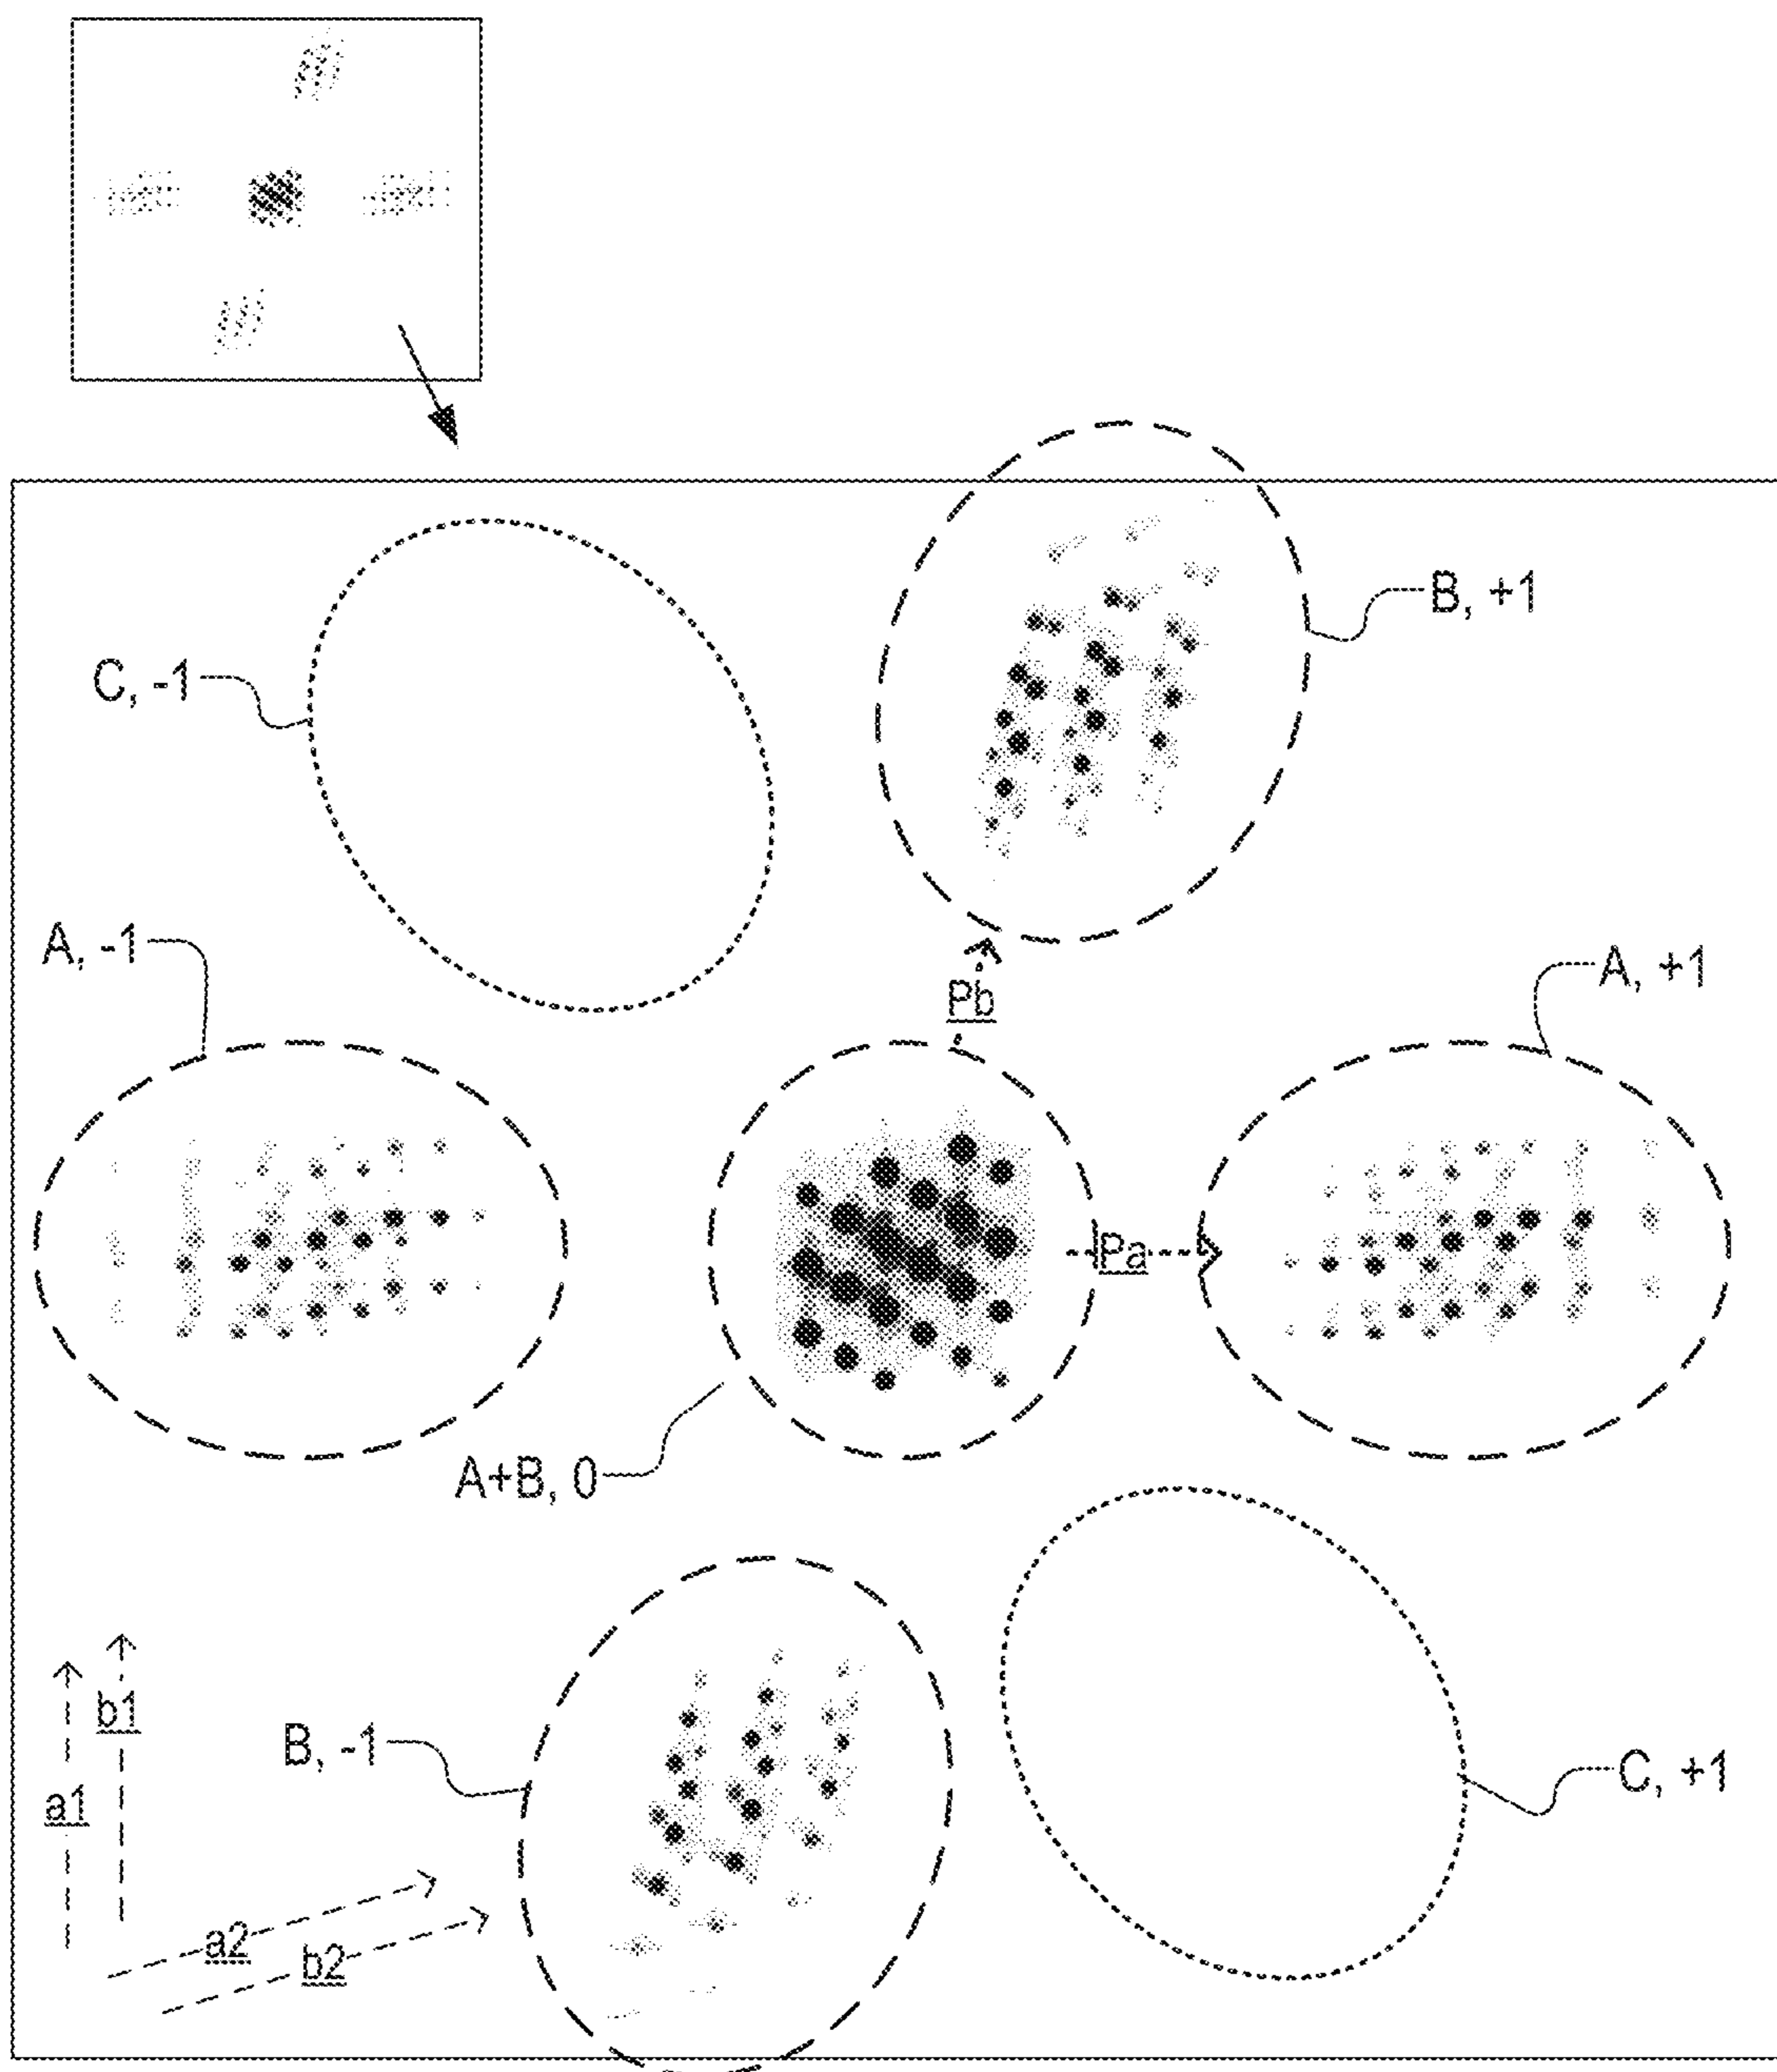 B, +1
C, -1
A, -1
A, +1
Pb
Pa
A+B, 0
b1
B, -1
C, +1
a1
a2
b2